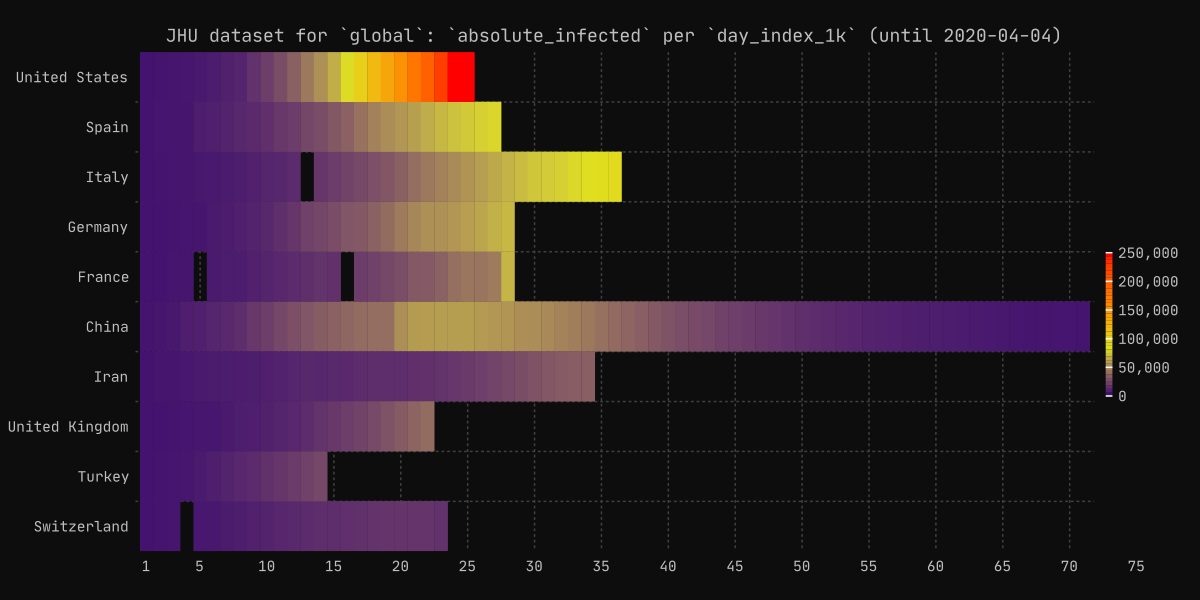 JHU dataset for `global`: `absolute_infected` per `day_index_1k` (until 2020-04-04)
United States
Spain
Italy
Germany
France
China
Iran
United Kingdom
Turkey
Switzerland
250,000
200,000
150,000
100,000
50,000
0
1 5 10 15 20 25 30 35 40 45 50 55 60 65 70 75